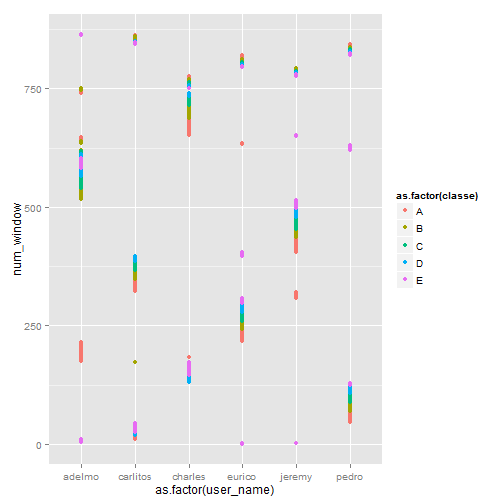 750
500
250
0
num_window
adelmo carlitos charles eurico jeremy pedro
as.factor(user_name)
as.factor(classe)
A
B
C
D
E